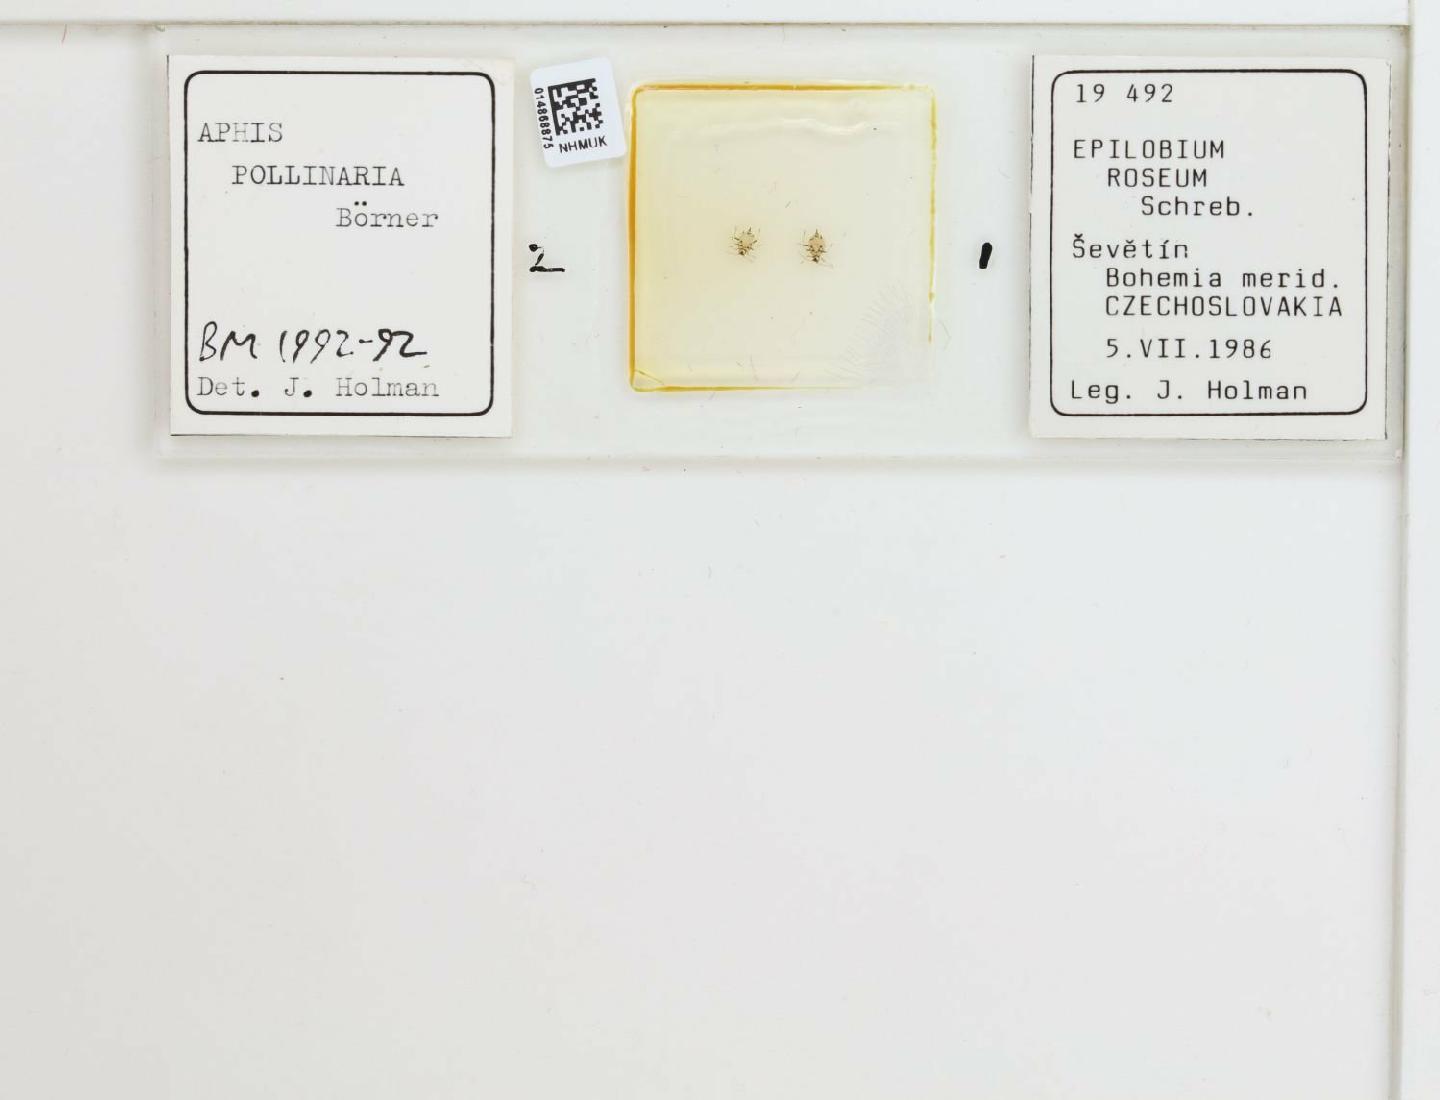 APHIS
POLLINARIA
Börner
BM 1992-92
Det. J. Holman
014868875
NHMUK
2
1
19 492
EPILOBIUM
ROSEUM
Schreb.
Ševětín
Bohemia merid.
CZECHOSLOVAKIA
5.VII.1986
Leg. J. Holman